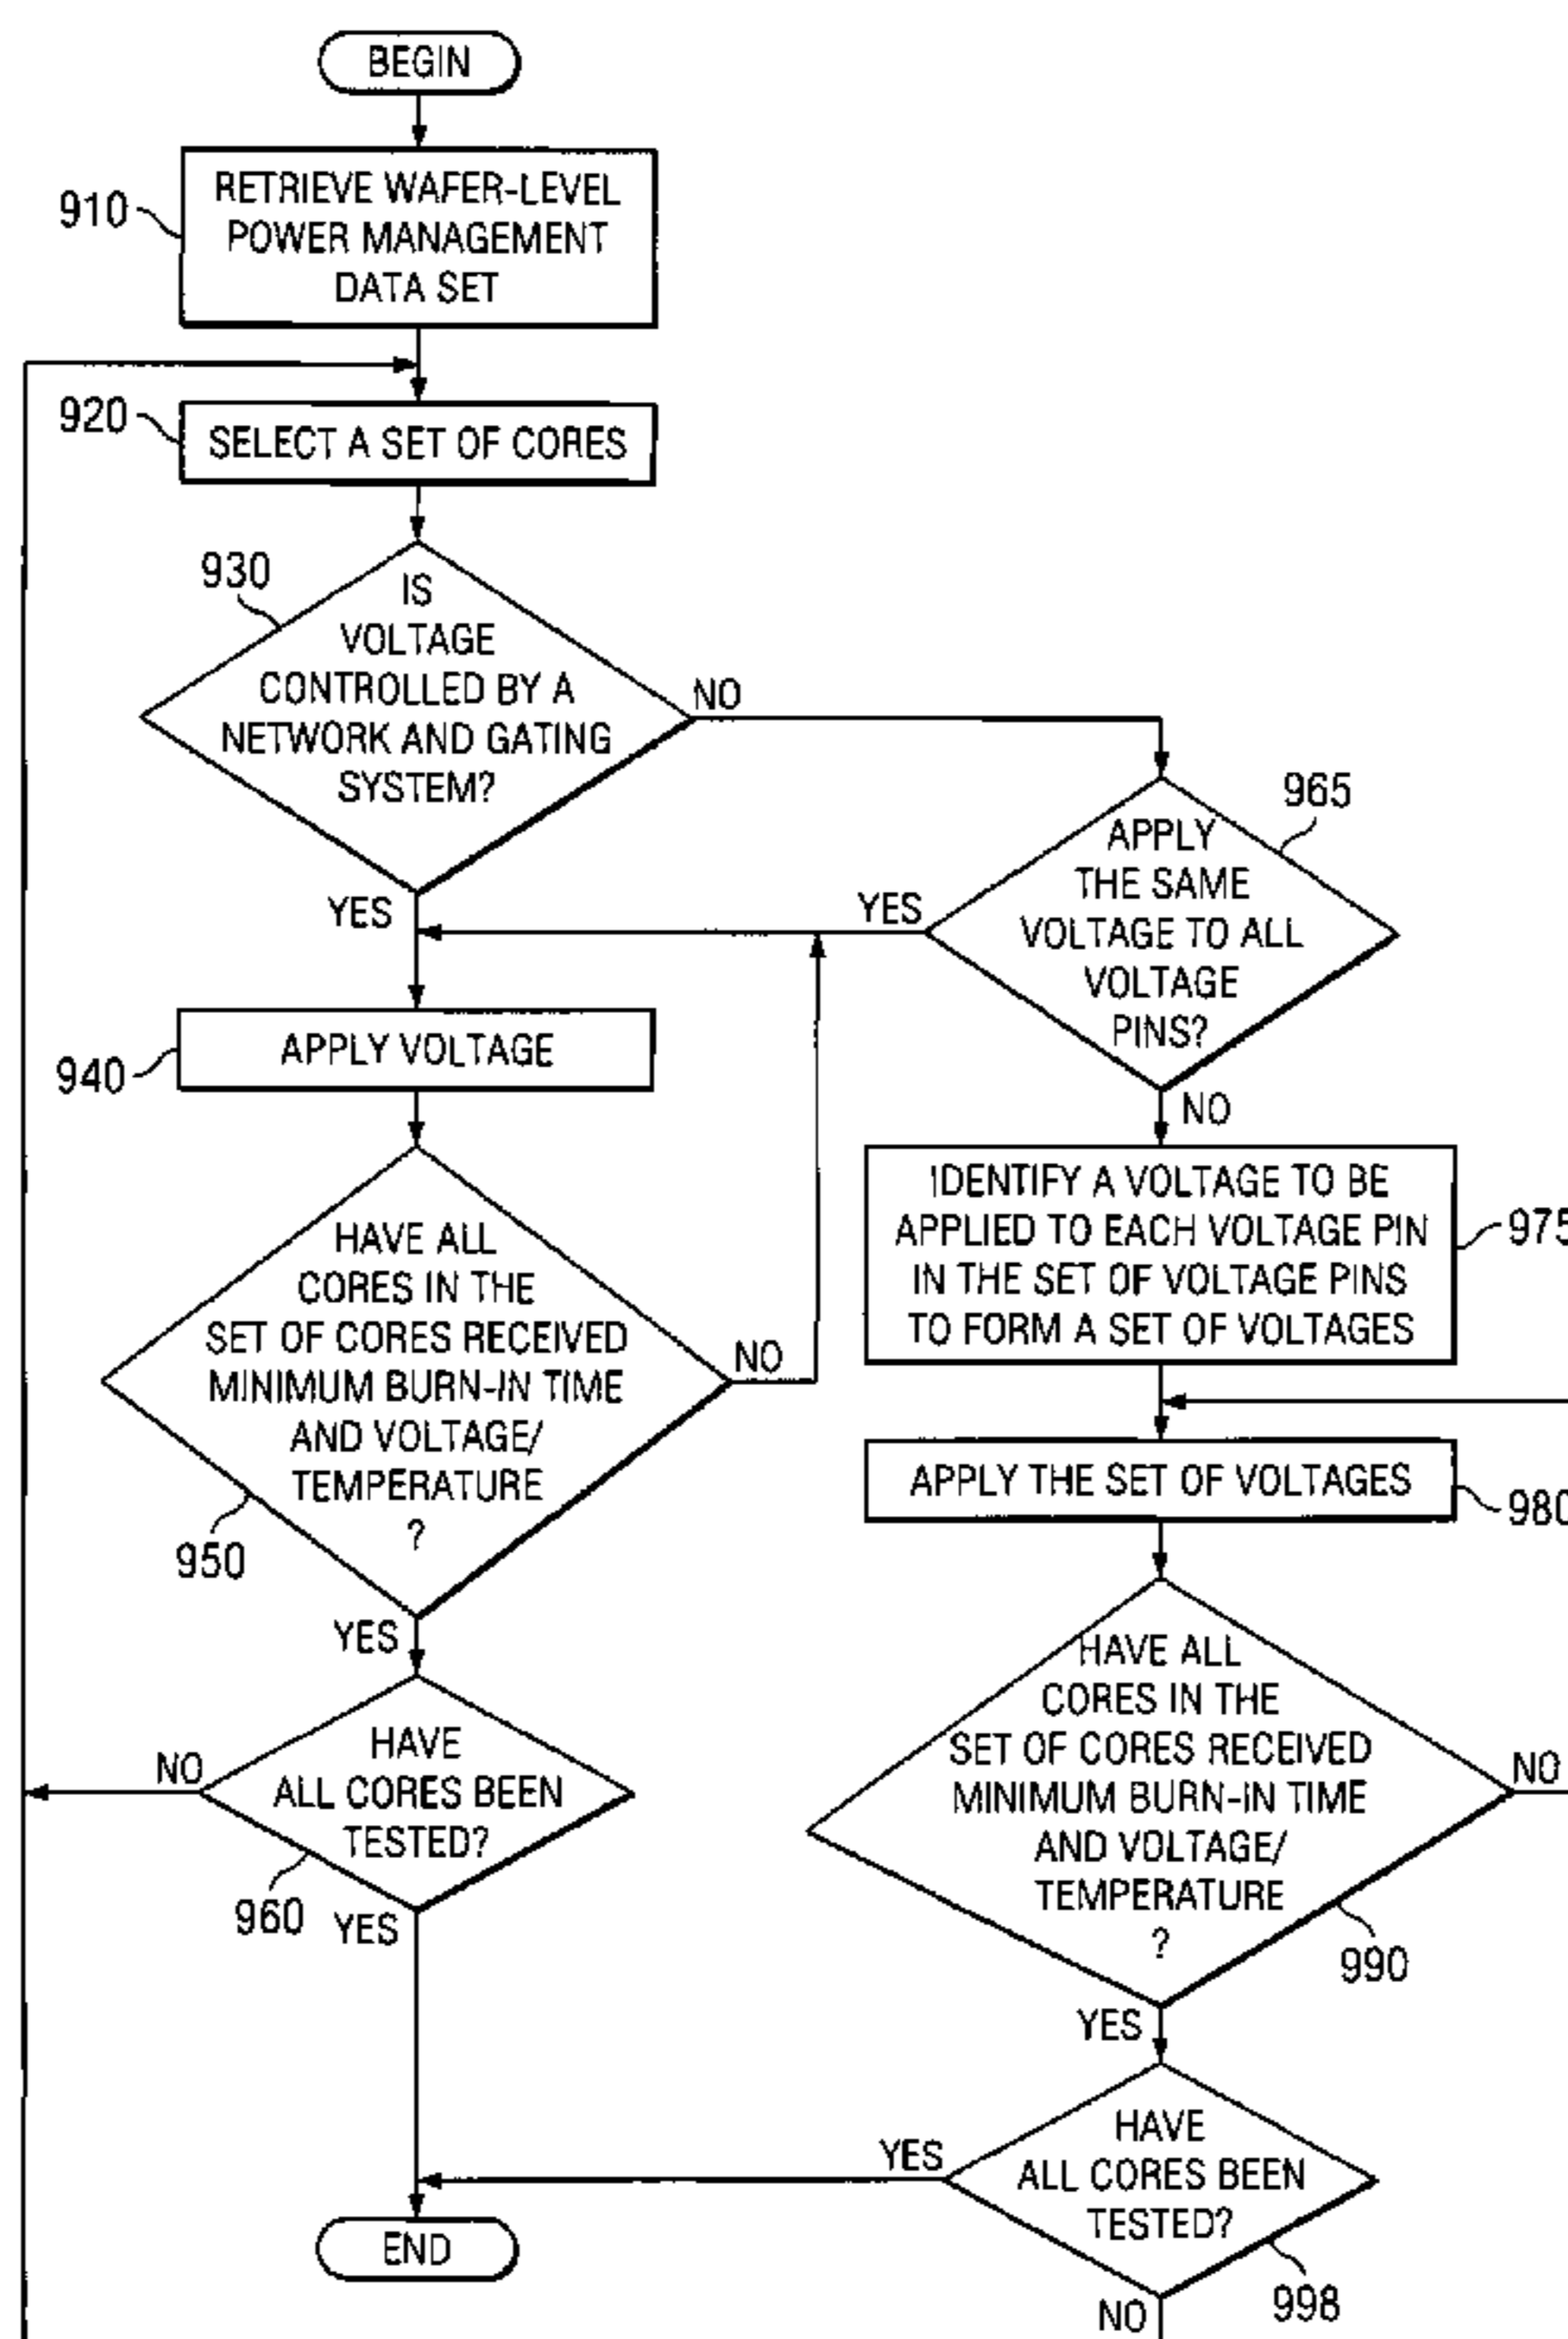 BEGIN
910
RETRIEVE WAFER-LEVEL
POWER MANAGEMENT
DATA SET
920
SELECT A SET OF CORES
930
IS
VOLTAGE
CONTROLLED BY A
NETWORK AND GATING
SYSTEM?
NO
YES
965
APPLY
THE SAME
VOLTAGE TO ALL
VOLTAGE
PINS?
YES
NO
940
APPLY VOLTAGE
HAVE ALL
CORES IN THE
SET OF CORES RECEIVED
MINIMUM BURN-IN TIME
AND VOLTAGE/
TEMPERATURE
?
950
NO
YES
IDENTIFY A VOLTAGE TO BE
APPLIED TO EACH VOLTAGE PIN
IN THE SET OF VOLTAGE PINS
TO FORM A SET OF VOLTAGES
975
APPLY THE SET OF VOLTAGES
980
HAVE
ALL CORES BEEN
TESTED?
NO
960
YES
HAVE ALL
CORES IN THE
SET OF CORES RECEIVED
MINIMUM BURN-IN TIME
AND VOLTAGE/
TEMPERATURE
?
NO
990
YES
HAVE
ALL CORES BEEN
TESTED?
YES
998
NO
END